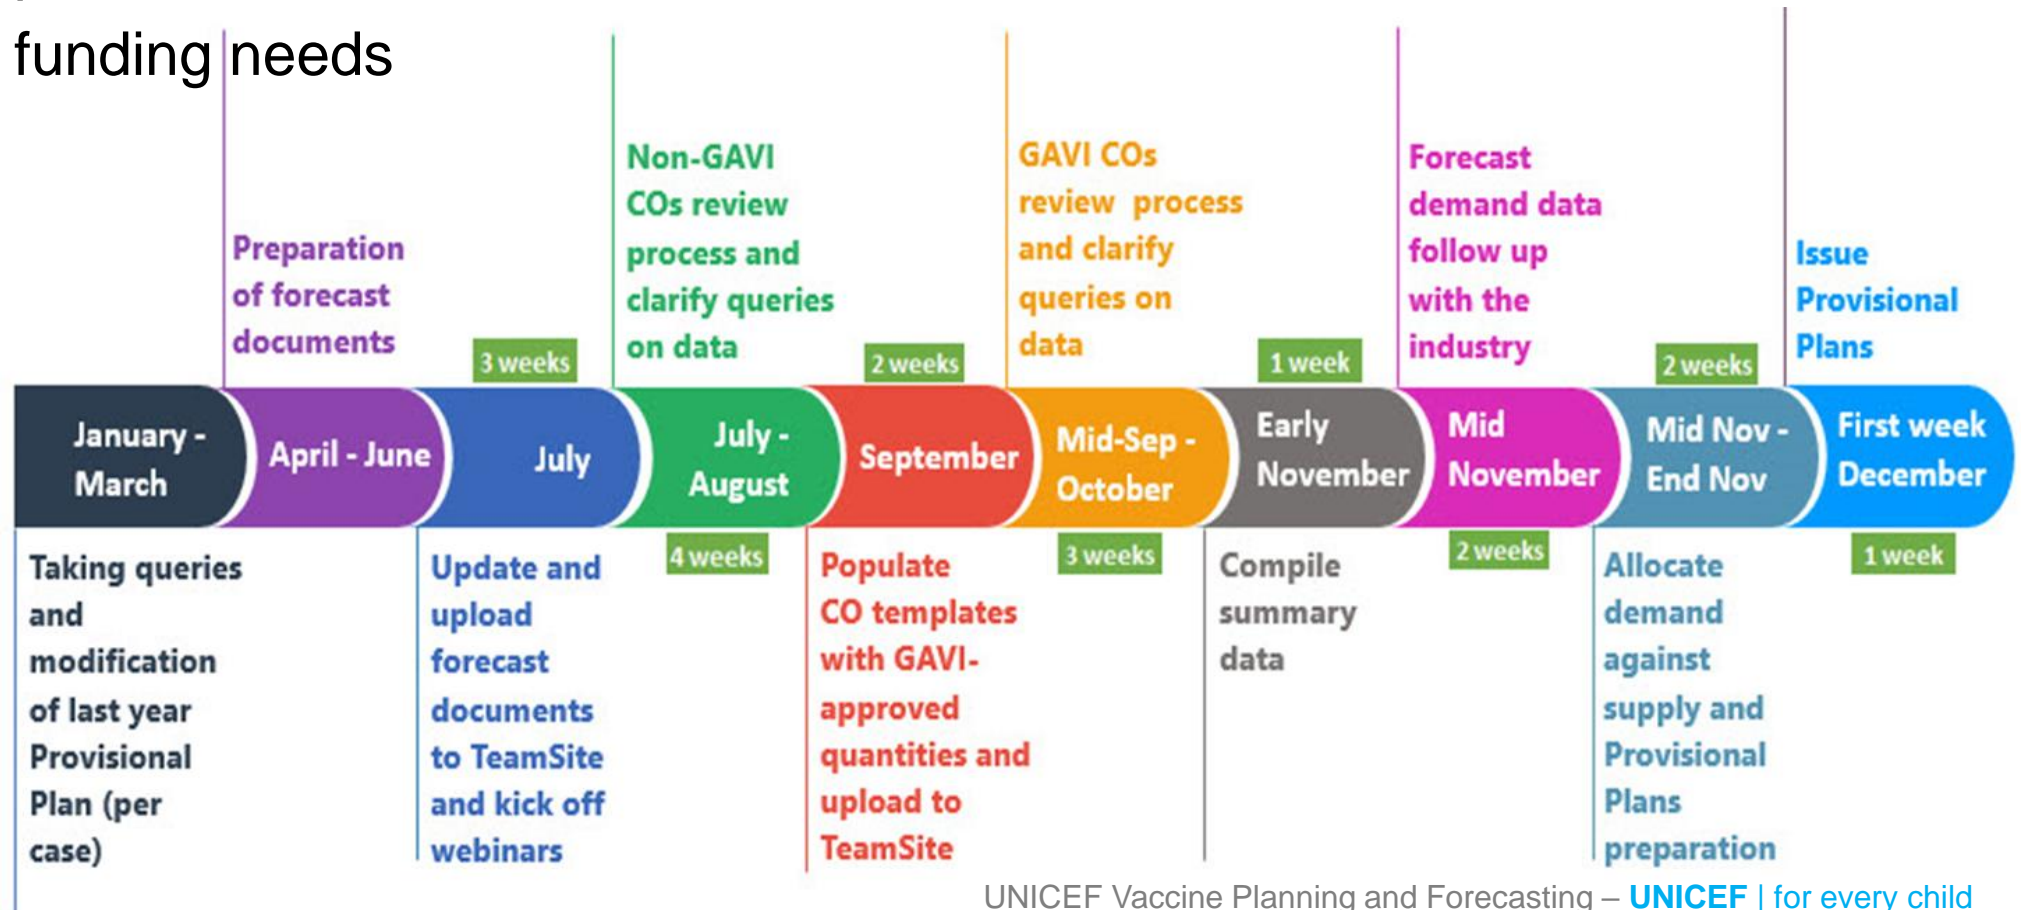 funding needs
January -
March
Taking queries
and
modification
of last year
Provisional
Plan (per
case)
Preparation
of forecast
documents
April - June
3 weeks
July
Update and
upload
forecast
documents
to TeamSite
and kick off
webinars
Non-GAVI
COs review
process and
clarify queries
on data
July -
August
4 weeks
2 weeks
September
Populate
CO templates
with GAVI-
approved
quantities and
upload to
TeamSite
GAVI COs
review process
and clarify
queries on
data
Mid-Sep -
October
3 weeks
1 week
Early
November
Compile
summary
data
Forecast
demand data
follow up
with the
industry
Mid
November
2 weeks
2 weeks
Mid Nov -
End Nov
Allocate
demand
against
supply and
Provisional
Plans
preparation
Issue
Provisional
Plans
First week
December
1 week
UNICEF Vaccine Planning and Forecasting – UNICEF | for every child